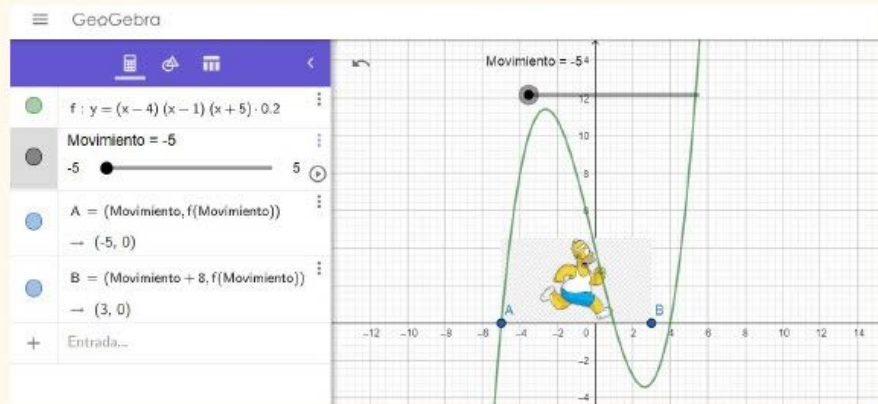 GeoGebra
f : y = (x − 4) (x − 1) (x + 5) · 0.2
Movimiento = -5
-5
5
A = (Movimiento, f(Movimiento))
→ (-5, 0)
B = (Movimiento + 8, f(Movimiento))
→ (3, 0)
+ Entrada...
Movimiento = -5
14
12
10
8
6
A
B
-12 -10 -8 -6 -4 -2 0 2 4 6 8 10 12 14
-2
-4